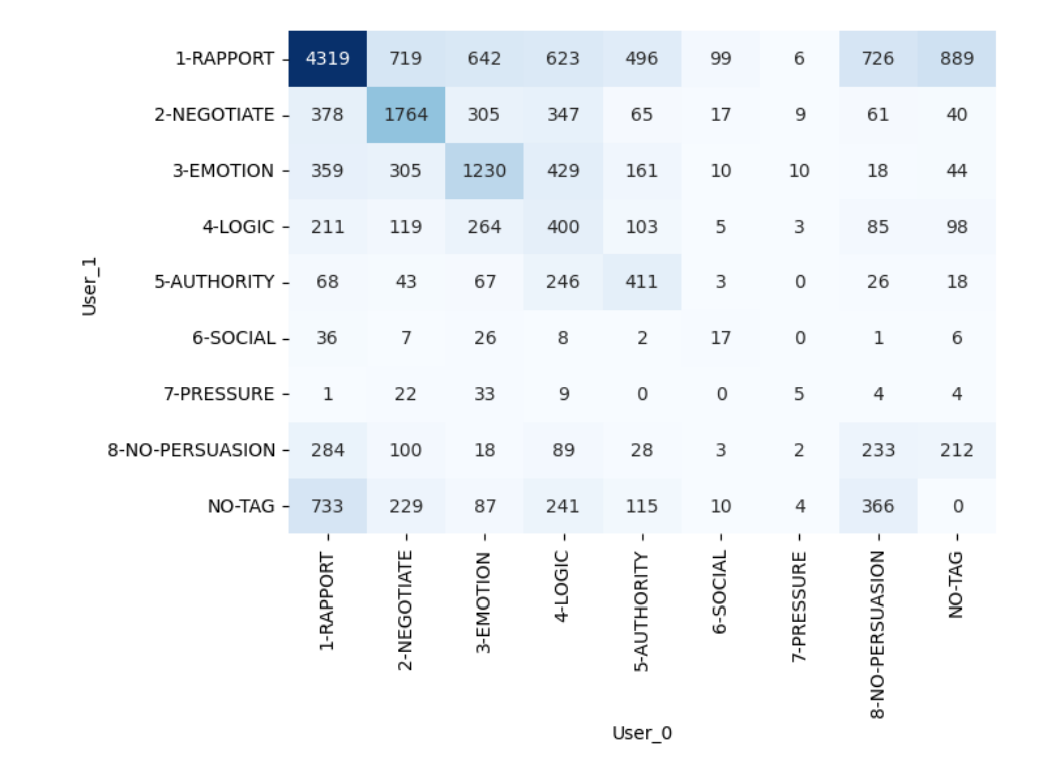 1-RAPPORT 4319 719 642 623 496 99 6 726 889
2-NEGOTIATE 378 1764 305 347 65 17 9 61 40
3-EMOTION 359 305 1230 429 161 10 10 18 44
4-LOGIC 211 119 264 400 103 5 3 85 98
5-AUTHORITY 68 43 67 246 411 3 0 26 18
6-SOCIAL 36 7 26 8 2 17 0 1 6
7-PRESSURE 1 22 33 9 0 0 5 4 4
8-NO-PERSUASION 284 100 18 89 28 3 2 233 212
NO-TAG 733 229 87 241 115 10 4 366 0
User_1
1-RAPPORT
2-NEGOTIATE
3-EMOTION
4-LOGIC
5-AUTHORITY
6-SOCIAL
7-PRESSURE
8-NO-PERSUASION
NO-TAG
User_0